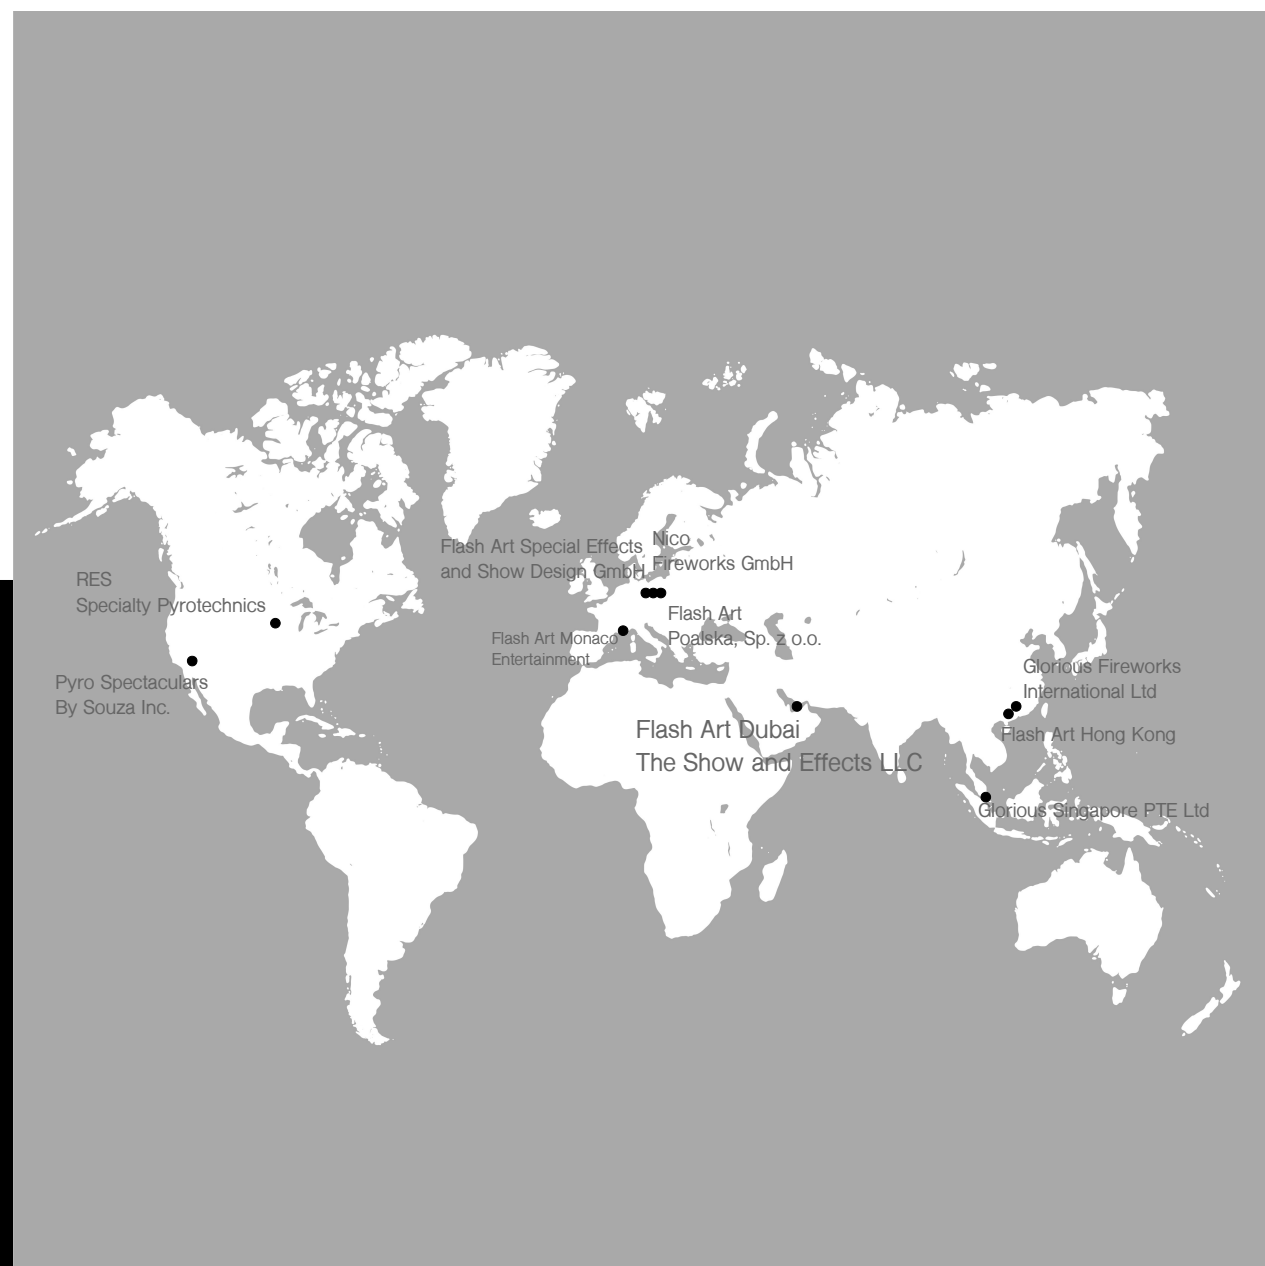 Flash Art Special Effects
and Show Design GmbH
Nico
Fireworks GmbH
RES
Specialty Pyrotechnics
Flash Art
Poalska, Sp. z o.o.
Flash Art Monaco
Entertainment
Pyro Spectaculars
By Souza Inc.
Glorious Fireworks
International Ltd
Flash Art Dubai
The Show and Effects LLC
Flash Art Hong Kong
Glorious Singapore PTE Ltd